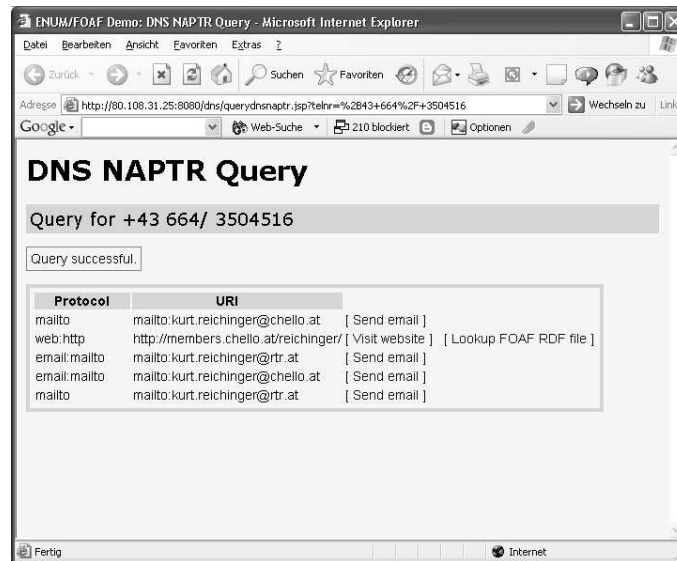 ENUM/FOAF Demo: DNS NAPTR Query - Microsoft Internet Explorer
Datei Bearbeiten Ansicht Favoriten Extras ?
Zurück Suchen Favoriten
Adresse http://80.108.31.25:8080/dns/querydnsnaptr.jsp?telnr=%2B43+664%2F+3504516 Wechseln zu Link
Google Web-Suche 210 blockiert Optionen
DNS NAPTR Query
Query for +43 664/ 3504516
Query successful.
Protocol URI
mailto mailto:kurt.reichinger@chello.at [ Send email ]
web:http http://members.chello.at/reichinger/ [ Visit website ] [ Lookup FOAF RDF file ]
email:mailto mailto:kurt.reichinger@rtr.at [ Send email ]
email:mailto mailto:kurt.reichinger@chello.at [ Send email ]
mailto mailto:kurt.reichinger@rtr.at [ Send email ]
Fertig Internet